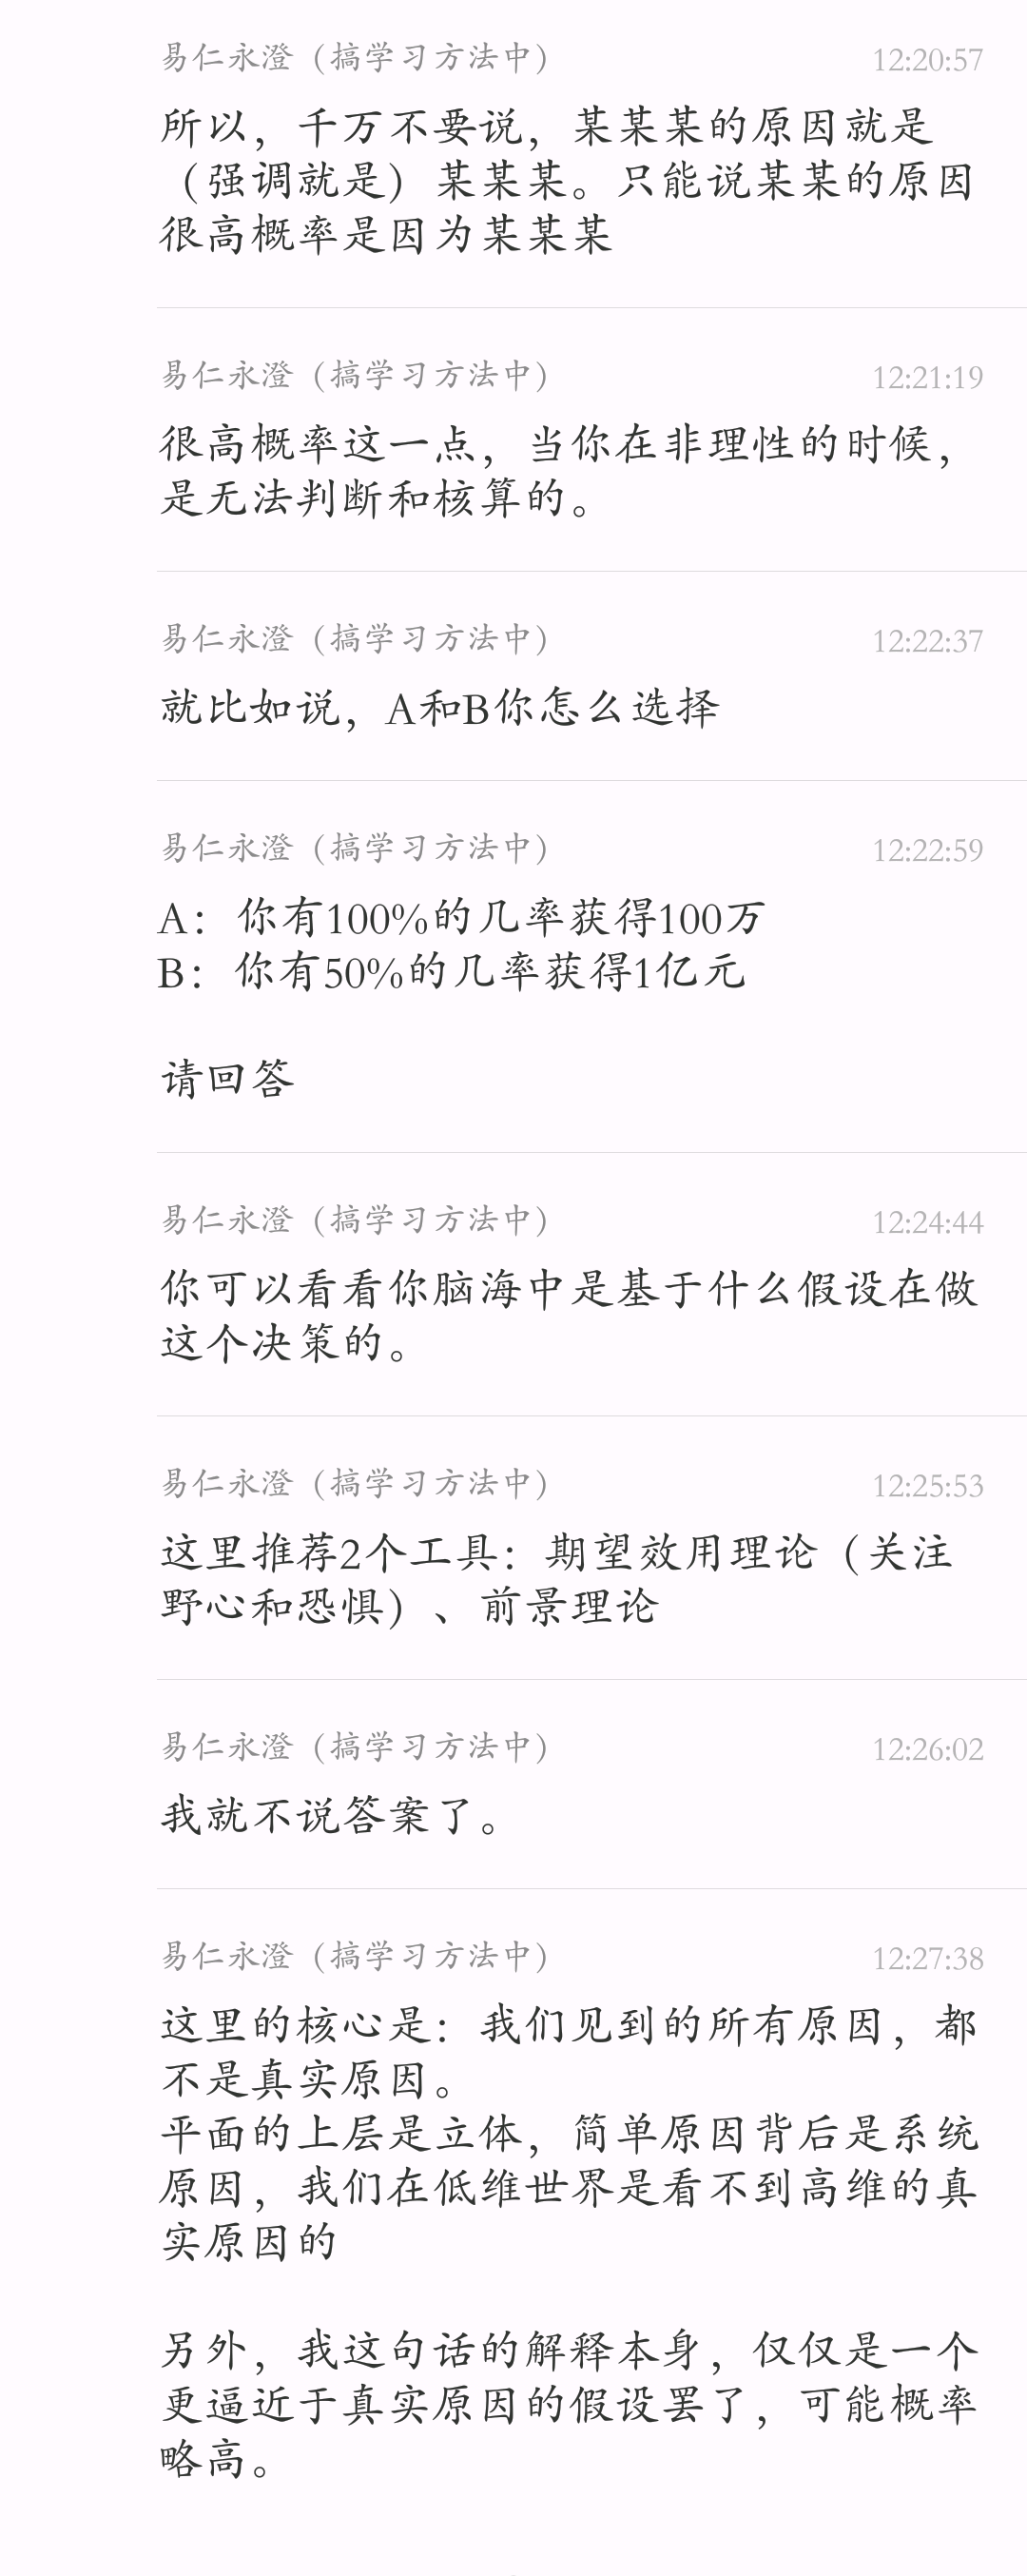 易仁永澄（搞学习方法中） 12:20:57
所以，千万不要说，某某某的原因就是
（强调就是）某某某。只能说某某的原因
很高概率是因为某某某
易仁永澄（搞学习方法中） 12:21:19
很高概率这一点，当你在非理性的时候，
是无法判断和核算的。
易仁永澄（搞学习方法中） 12:22:37
就比如说，A和B你怎么选择
易仁永澄（搞学习方法中） 12:22:59
A：你有100%的几率获得100万
B：你有50%的几率获得1亿元
请回答
易仁永澄（搞学习方法中） 12:24:44
你可以看看你脑海中是基于什么假设在做
这个决策的。
易仁永澄（搞学习方法中） 12:25:53
这里推荐2个工具：期望效用理论（关注
野心和恐惧）、前景理论
易仁永澄（搞学习方法中） 12:26:02
我就不说答案了。
易仁永澄（搞学习方法中） 12:27:38
这里的核心是：我们见到的所有原因，都
不是真实原因。
平面的上层是立体，简单原因背后是系统
原因，我们在低维世界是看不到高维的真
实原因的
另外，我这句话的解释本身，仅仅是一个
更逼近于真实原因的假设罢了，可能概率
略高。